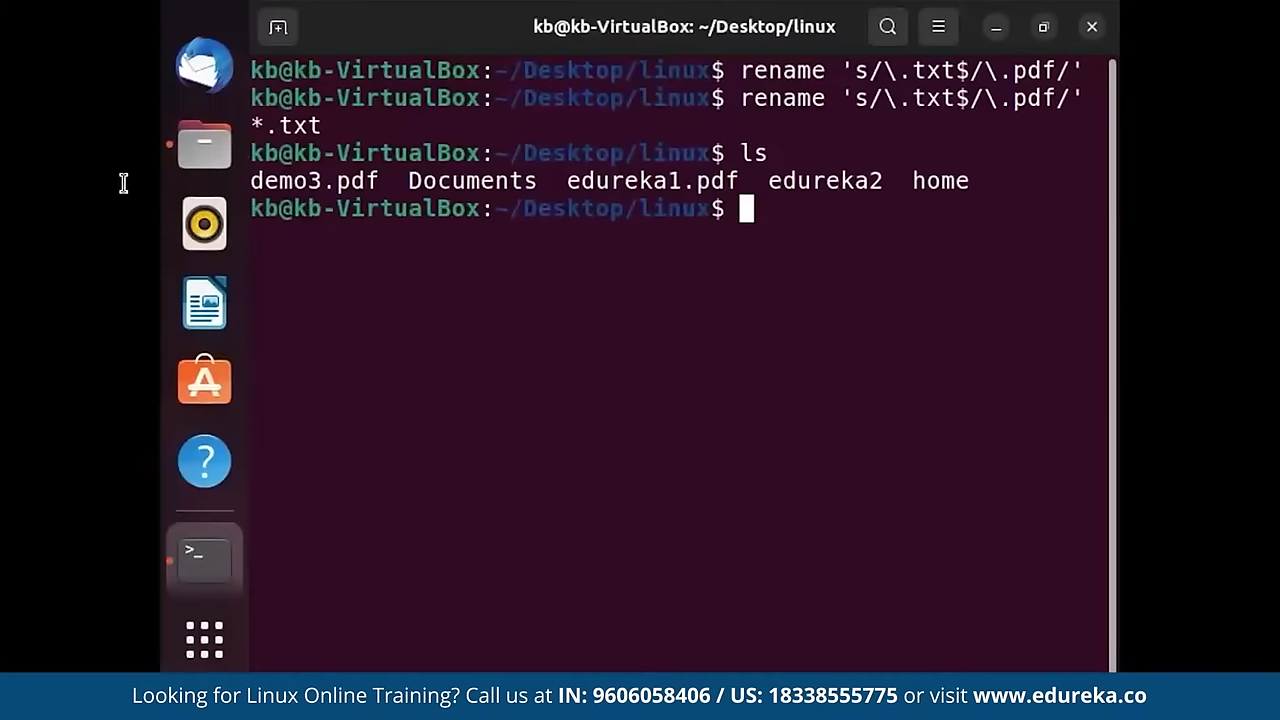 kb@kb-VirtualBox: ~/Desktop/linux
kb@kb-VirtualBox:~/Desktop/linux$ rename 's/\.txt$/\.pdf/'
kb@kb-VirtualBox:~/Desktop/linux$ rename 's/\.txt$/\.pdf/'
*.txt
kb@kb-VirtualBox:~/Desktop/linux$ ls
demo3.pdf  Documents  edureka1.pdf  edureka2  home
kb@kb-VirtualBox:~/Desktop/linux$
Looking for Linux Online Training? Call us at IN: 9606058406 / US: 18338555775 or visit www.edureka.co